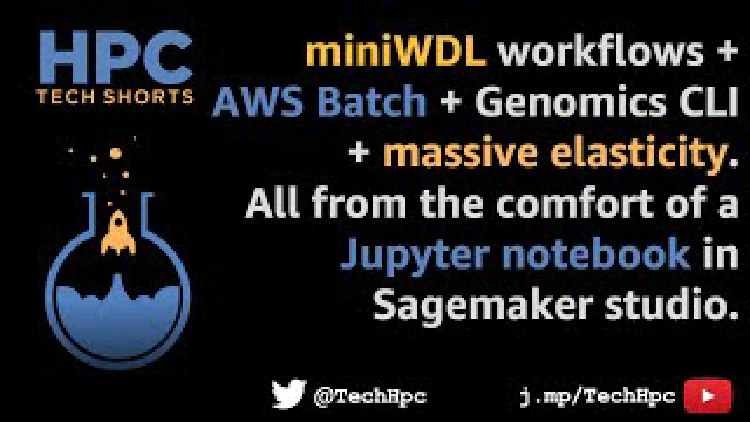 HPC
TECH SHORTS
miniWDL workflows +
AWS Batch + Genomics CLI
+ massive elasticity.
All from the comfort of a
Jupyter notebook in
Sagemaker studio.
@TechHpc
j.mp/TechHpc